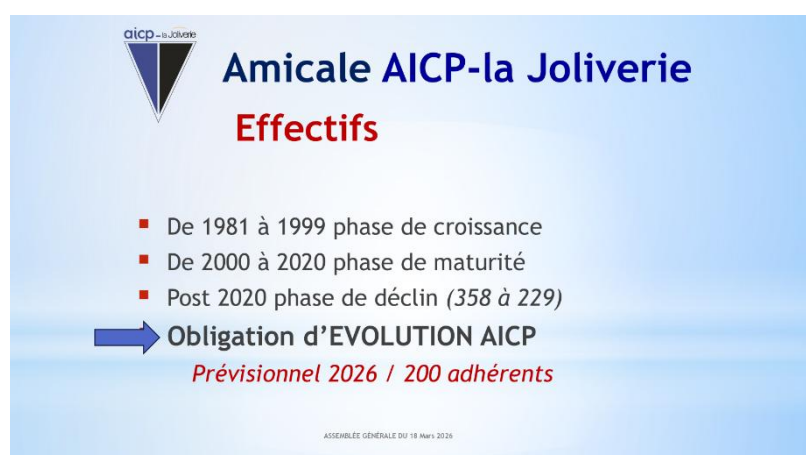 aicp-la Joliverie
Amicale AICP-la Joliverie
Effectifs
De 1981 à 1999 phase de croissance
De 2000 à 2020 phase de maturité
Post 2020 phase de déclin (358 à 229)
Obligation d’EVOLUTION AICP
Prévisionnel 2026 / 200 adhérents
ASSEMBLÉE GÉNÉRALE DU 18 Mars 2026